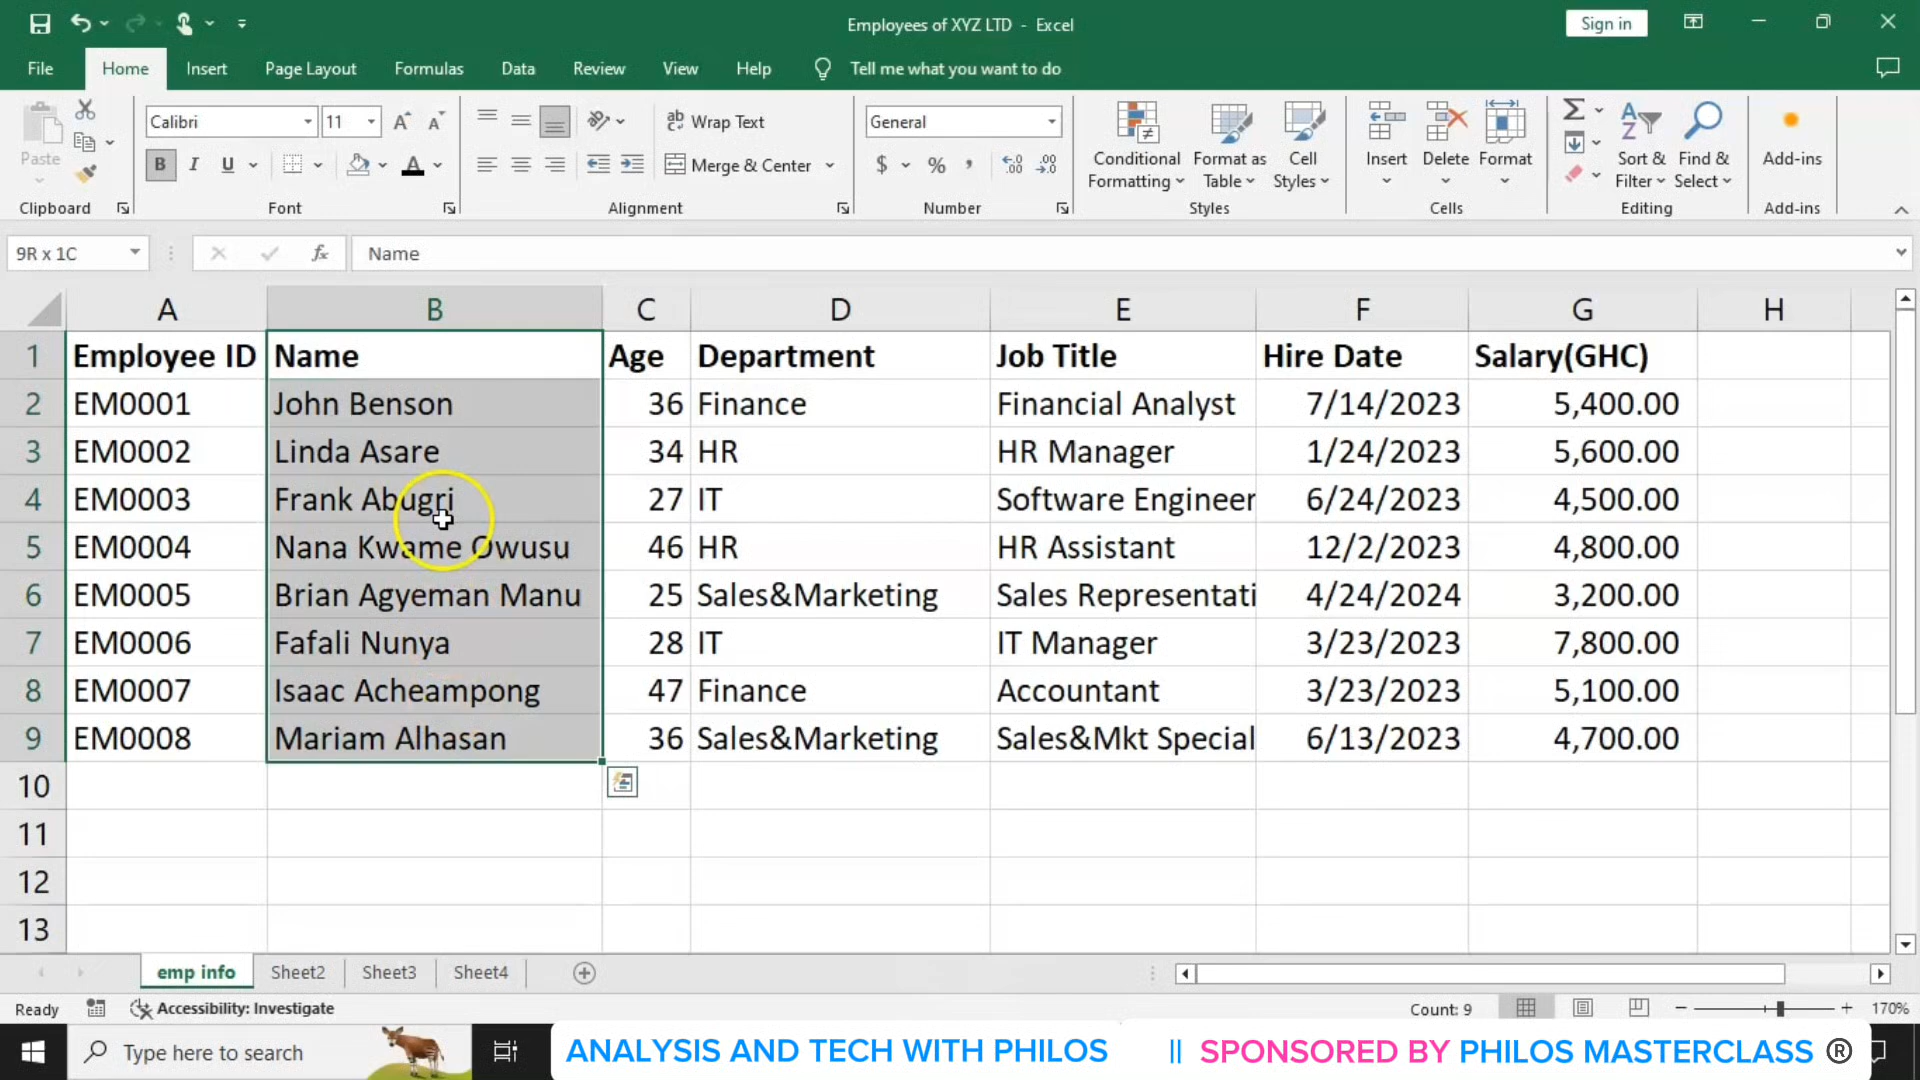 Employees of XYZ LTD - Excel
Sign in
File Home Insert Page Layout Formulas Data Review View Help Tell me what you want to do
Calibri 11 Wrap Text General
Paste B I U A Merge & Center $ % , Conditional Formatting Format as Table Cell Styles Insert Delete Format Sort & Filter Find & Select Add-ins
Clipboard Font Alignment Number Styles Cells Editing Add-ins
9R x 1C fx Name
A B C D E F G H
1 Employee ID Name Age Department Job Title Hire Date Salary(GHC)
2 EM0001 John Benson 36 Finance Financial Analyst 7/14/2023 5,400.00
3 EM0002 Linda Asare 34 HR HR Manager 1/24/2023 5,600.00
4 EM0003 Frank Abugri 27 IT Software Engineer 6/24/2023 4,500.00
5 EM0004 Nana Kwame Owusu 46 HR HR Assistant 12/2/2023 4,800.00
6 EM0005 Brian Agyeman Manu 25 Sales&Marketing Sales Representati 4/24/2024 3,200.00
7 EM0006 Fafali Nunya 28 IT IT Manager 3/23/2023 7,800.00
8 EM0007 Isaac Acheampong 47 Finance Accountant 3/23/2023 5,100.00
9 EM0008 Mariam Alhasan 36 Sales&Marketing Sales&Mkt Special 6/13/2023 4,700.00
10
11
12
13
emp info Sheet2 Sheet3 Sheet4
Ready Accessibility: Investigate Count: 9 170%
Type here to search ANALYSIS AND TECH WITH PHILOS || SPONSORED BY PHILOS MASTERCLASS ®